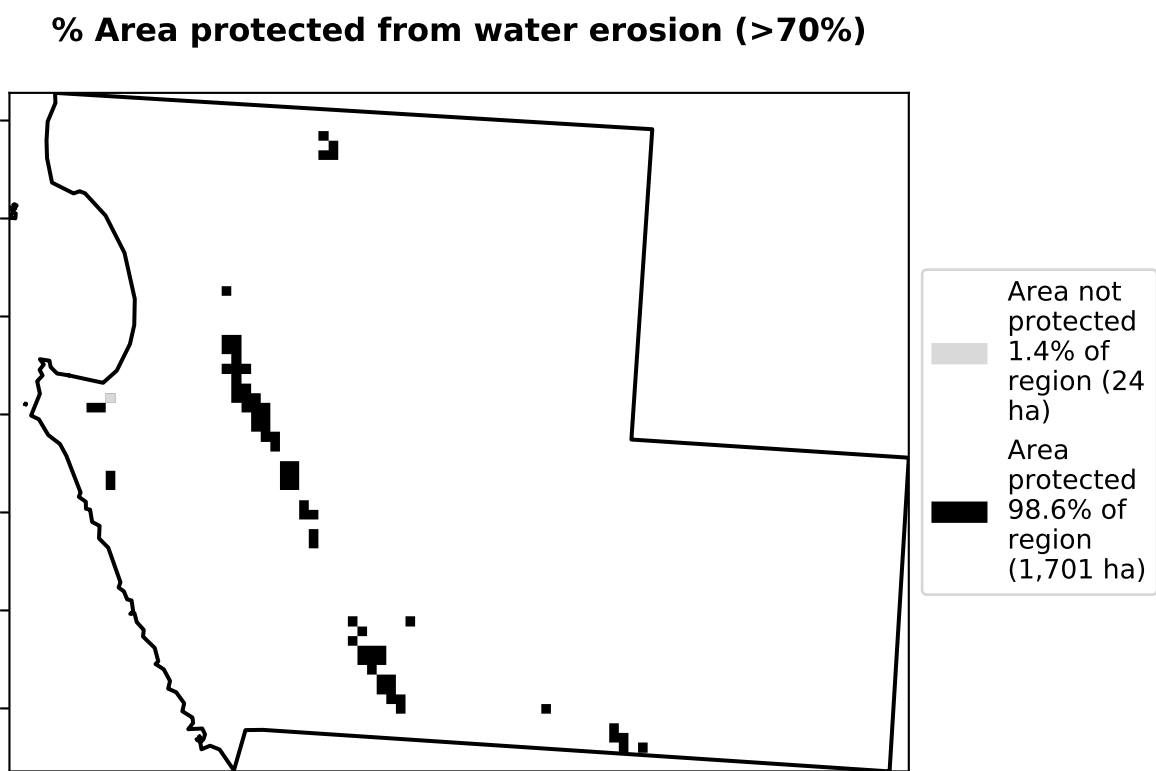 % Area protected from water erosion (>70%)
Area not
protected
1.4% of
region (24
ha)
Area
protected
98.6% of
region
(1,701 ha)